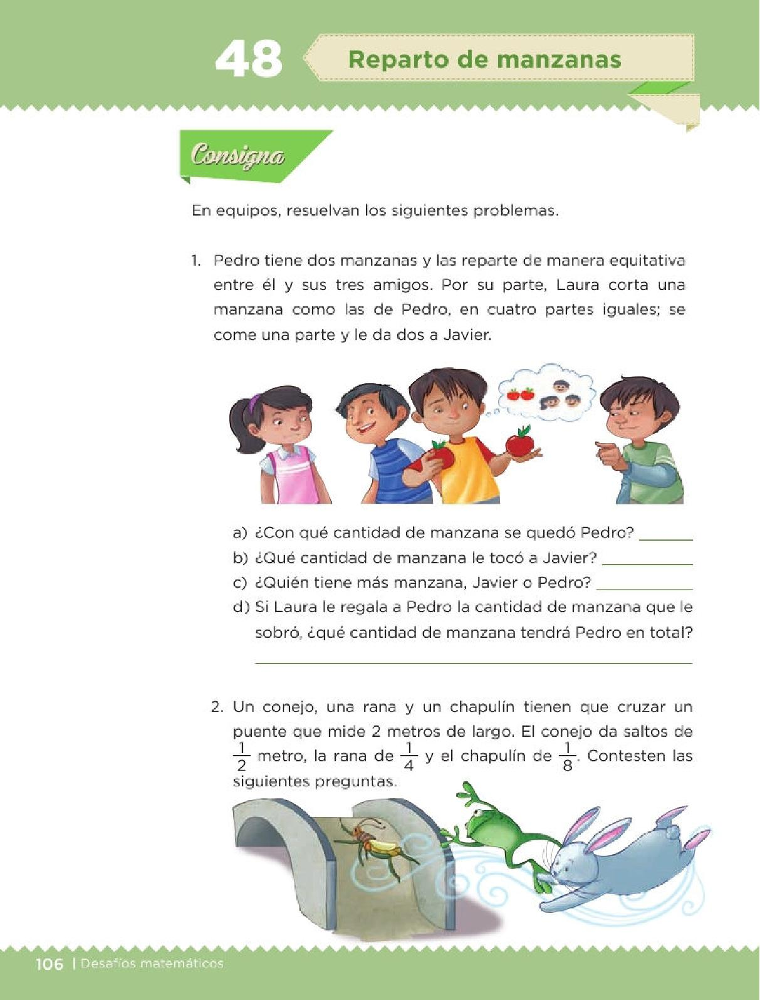 48
Reparto de manzanas
Consigna
En equipos, resuelvan los siguientes problemas.
1. Pedro tiene dos manzanas y las reparte de manera equitativa
entre él y sus tres amigos. Por su parte, Laura corta una
manzana como las de Pedro, en cuatro partes iguales; se
come una parte y le da dos a Javier.
a) ¿Con qué cantidad de manzana se quedó Pedro?
b) ¿Qué cantidad de manzana le tocó a Javier?
c) ¿Quién tiene más manzana, Javier o Pedro?
d) Si Laura le regala a Pedro la cantidad de manzana que le
sobró, ¿qué cantidad de manzana tendrá Pedro en total?
2. Un conejo, una rana y un chapulín tienen que cruzar un
puente que mide 2 metros de largo. El conejo da saltos de
1/2 metro, la rana de 1/4 y el chapulín de 1/8. Contesten las
siguientes preguntas.
106 | Desafíos matemáticos